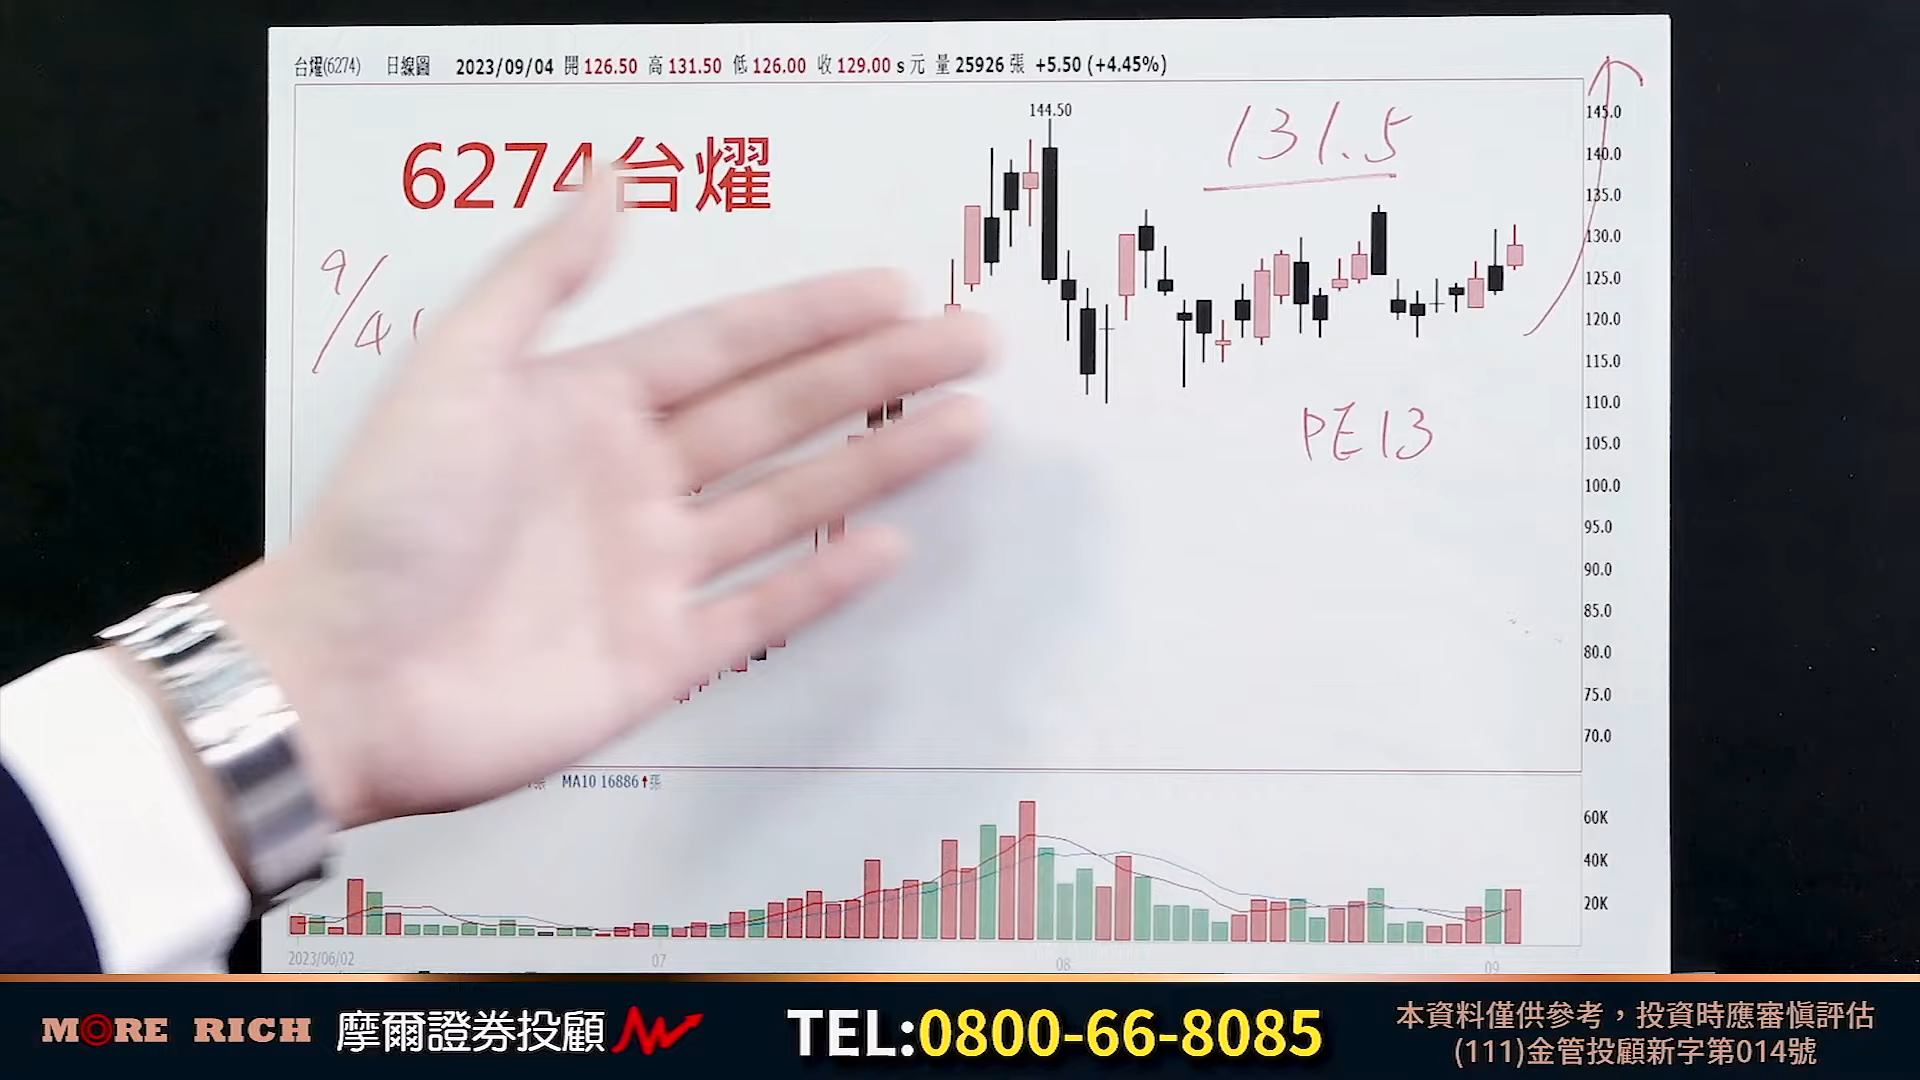 台燿(6274) 日線圖 2023/09/04 開 126.50 高 131.50 低 126.00 收 129.00 s 元 量 25926 張 +5.50 (+4.45%)
144.50
131.5
6274台燿
9/4
PE 13
145.0
140.0
135.0
130.0
125.0
120.0
115.0
110.0
105.0
100.0
95.0
90.0
85.0
80.0
75.0
70.0
張 MA10 16886↑張
60K
40K
20K
2023/06/02 07 08 09
MORE RICH 摩爾證券投顧
TEL:0800-66-8085
本資料僅供參考，投資時應審慎評估
(111)金管投顧新字第014號